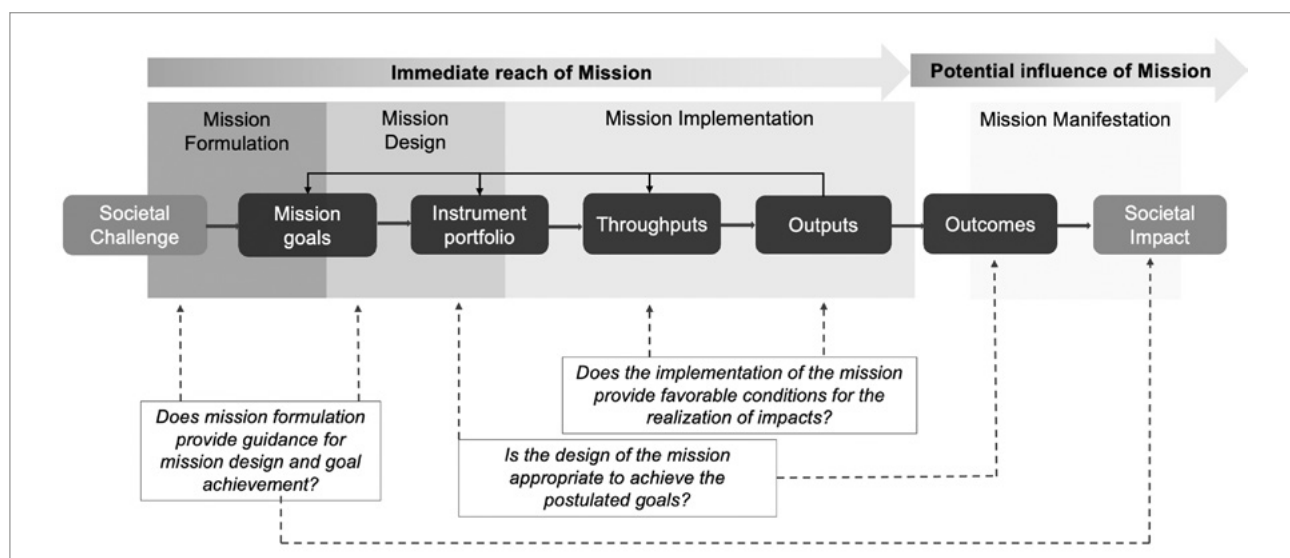 Immediate reach of Mission
Potential influence of Mission
Mission
Formulation
Mission
Design
Mission Implementation
Mission Manifestation
Societal
Challenge
Mission
goals
Instrument
portfolio
Throughputs
Outputs
Outcomes
Societal
Impact
Does the implementation of the mission
provide favorable conditions for the
realization of impacts?
Does mission formulation
provide guidance for
mission design and goal
achievement?
Is the design of the mission
appropriate to achieve the
postulated goals?